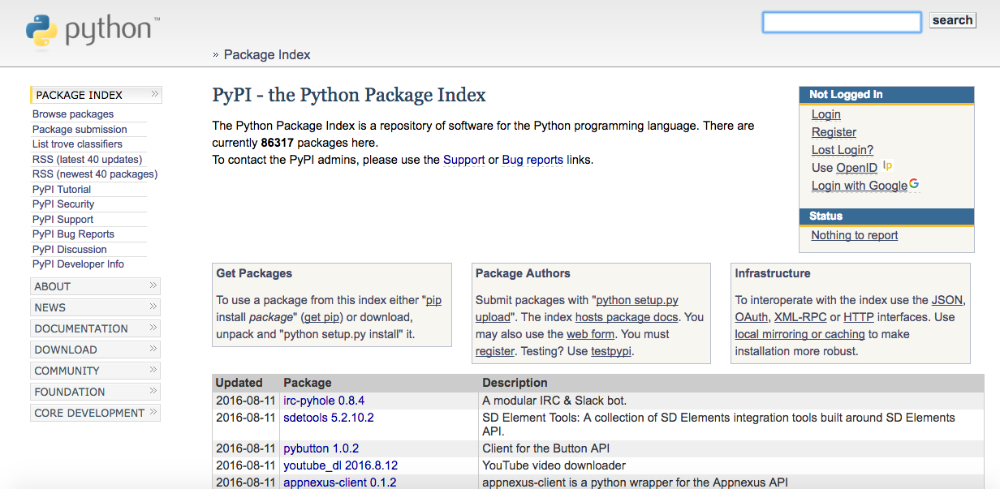 python™
search
» Package Index
PACKAGE INDEX »
Browse packages
Package submission
List trove classifiers
RSS (latest 40 updates)
RSS (newest 40 packages)
PyPI Tutorial
PyPI Security
PyPI Support
PyPI Bug Reports
PyPI Discussion
PyPI Developer Info
ABOUT »
NEWS »
DOCUMENTATION »
DOWNLOAD »
COMMUNITY »
FOUNDATION »
CORE DEVELOPMENT »
PyPI - the Python Package Index
The Python Package Index is a repository of software for the Python programming language. There are
currently 86317 packages here.
To contact the PyPI admins, please use the Support or Bug reports links.
Not Logged In
Login
Register
Lost Login?
Use OpenID lp
Login with Google G
Status
Nothing to report
Get Packages
To use a package from this index either "pip
install package" (get pip) or download,
unpack and "python setup.py install" it.
Package Authors
Submit packages with "python setup.py
upload". The index hosts package docs. You
may also use the web form. You must
register. Testing? Use testpypi.
Infrastructure
To interoperate with the index use the JSON,
OAuth, XML-RPC or HTTP interfaces. Use
local mirroring or caching to make
installation more robust.
Updated Package Description
2016-08-11 irc-pyhole 0.8.4 A modular IRC & Slack bot.
2016-08-11 sdetools 5.2.10.2 SD Element Tools: A collection of SD Elements integration tools built around SD Elements
API.
2016-08-11 pybutton 1.0.2 Client for the Button API
2016-08-11 youtube_dl 2016.8.12 YouTube video downloader
2016-08-11 appnexus-client 0.1.2 appnexus-client is a python wrapper for the Appnexus API